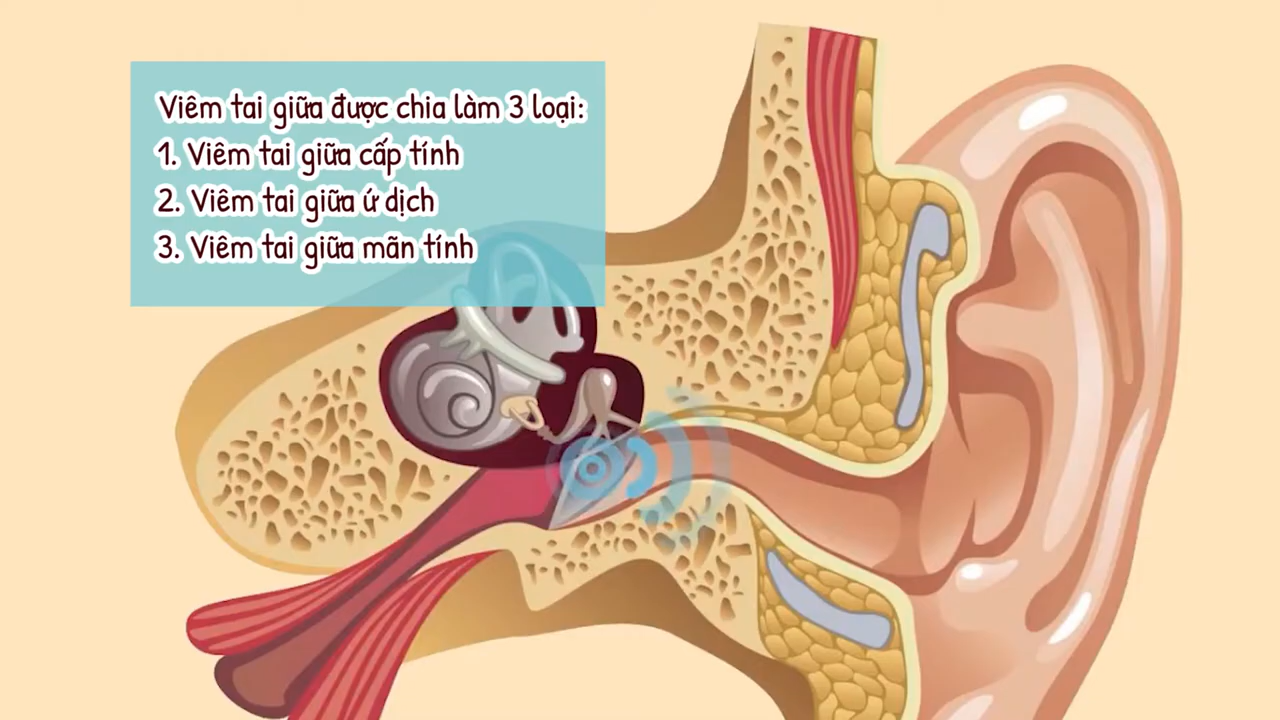 Viêm tai giữa được chia làm 3 loại:
1. Viêm tai giữa cấp tính
2. Viêm tai giữa ứ dịch
3. Viêm tai giữa mãn tính